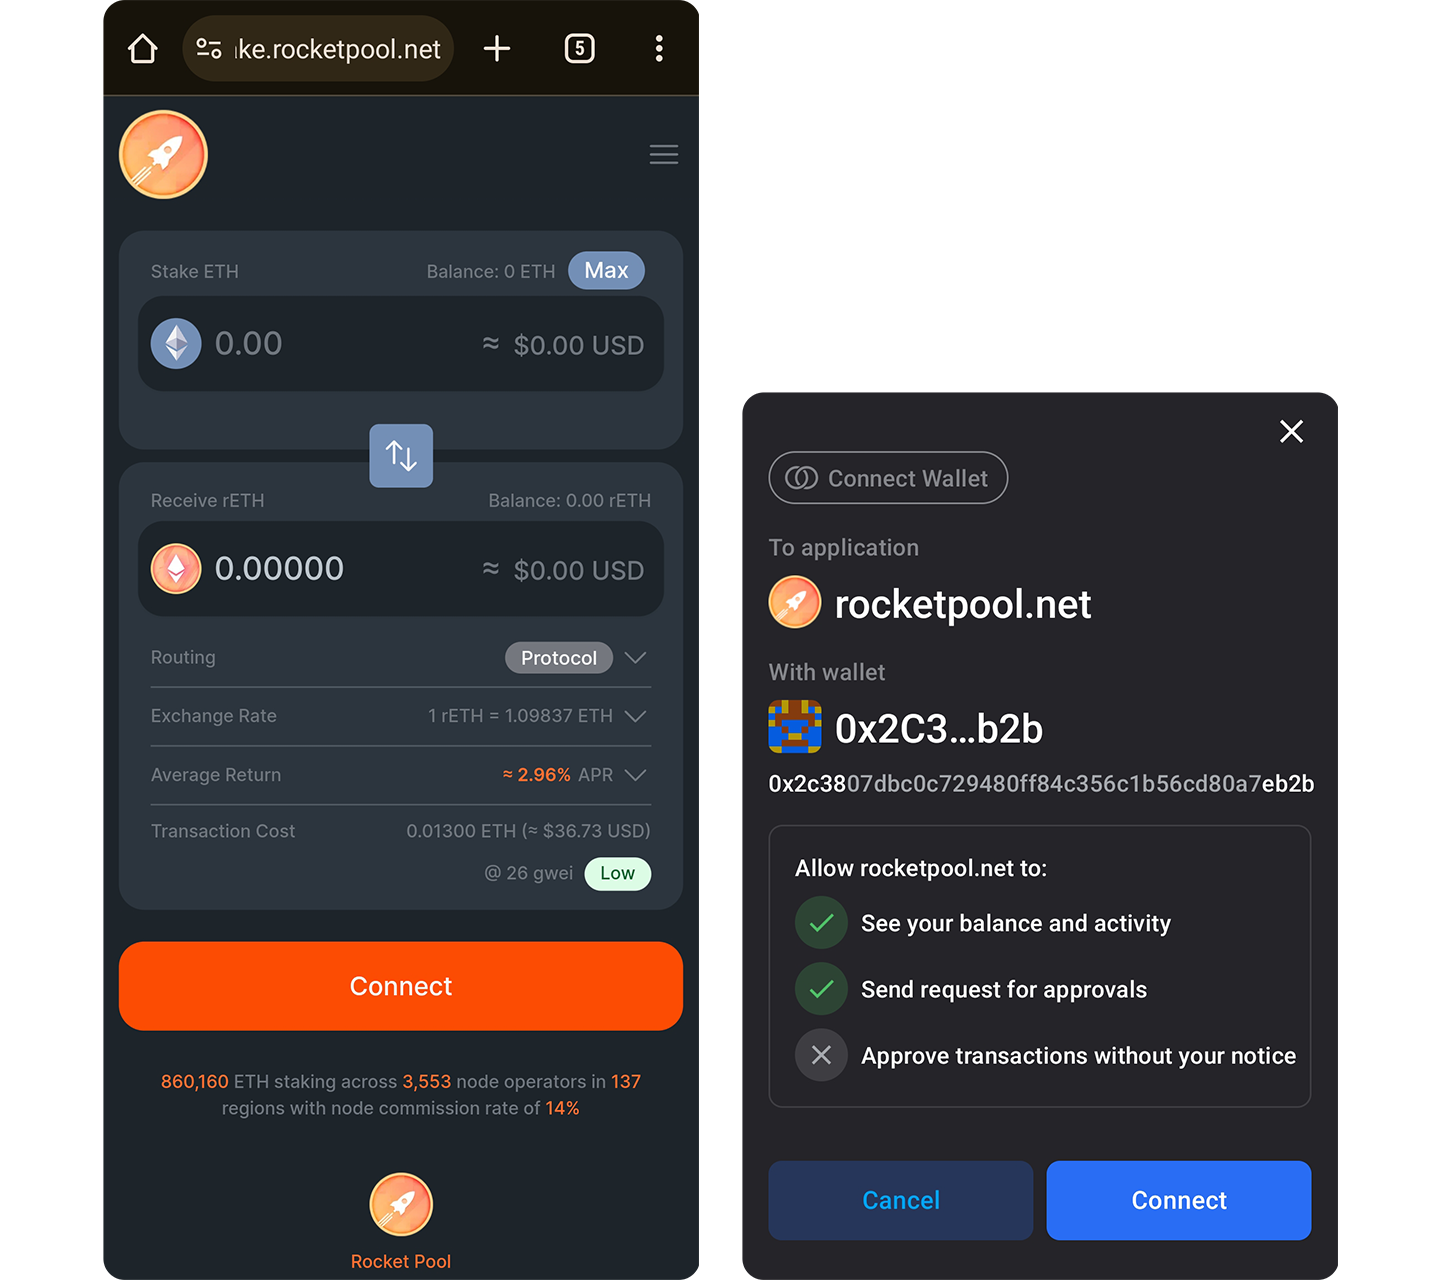 ke.rocketpool.net
5
Stake ETH Balance: 0 ETH Max
0.00 ≈ $0.00 USD
Receive rETH Balance: 0.00 rETH
0.00000 ≈ $0.00 USD
Routing Protocol
Exchange Rate 1 rETH = 1.09837 ETH
Average Return ≈ 2.96% APR
Transaction Cost 0.01300 ETH (≈ $36.73 USD)
@ 26 gwei Low
Connect
860,160 ETH staking across 3,553 node operators in 137
regions with node commission rate of 14%
Rocket Pool
Connect Wallet
To application
rocketpool.net
With wallet
0x2C3...b2b
0x2c3807dbc0c729480ff84c356c1b56cd80a7eb2b
Allow rocketpool.net to:
See your balance and activity
Send request for approvals
Approve transactions without your notice
Cancel Connect